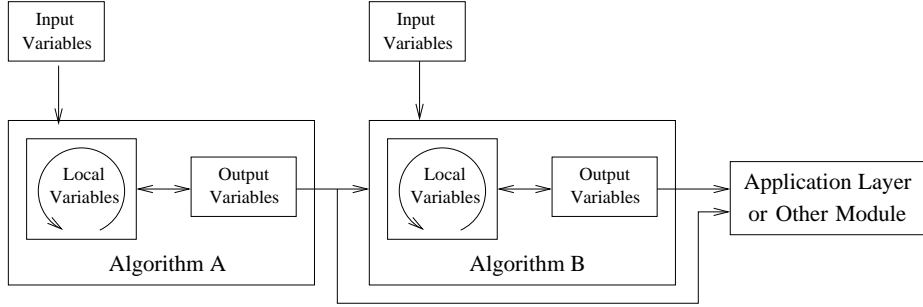 Input
Variables
Input
Variables
Local
Variables
Output
Variables
Algorithm A
Local
Variables
Output
Variables
Algorithm B
Application Layer
or Other Module